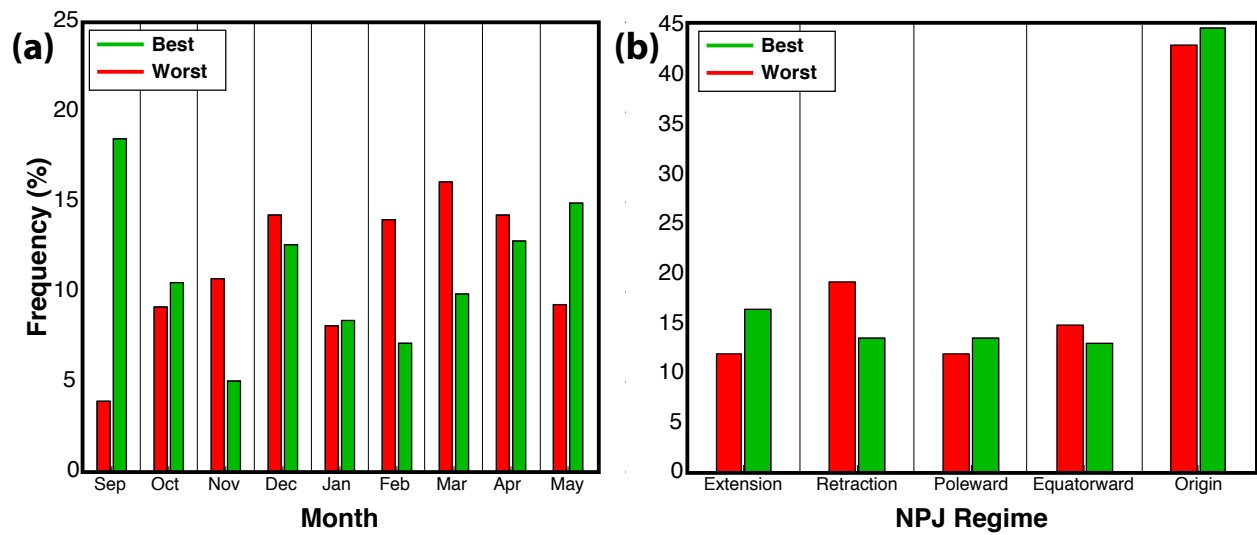 (a)
Best
Worst
Frequency (%)
25
20
15
10
5
0
Sep Oct Nov Dec Jan Feb Mar Apr May
Month
(b)
Best
Worst
45
40
35
30
25
20
15
10
5
0
Extension Retraction Poleward Equatorward Origin
NPJ Regime